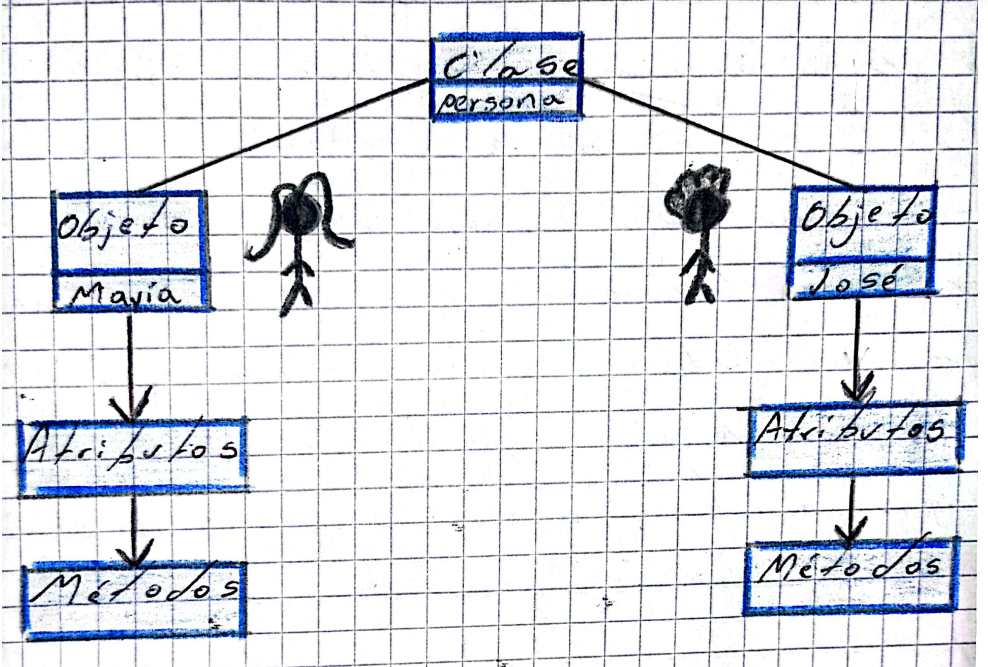 Clase
persona
Objeto
María
Objeto
José
Atributos
Atributos
Métodos
Métodos